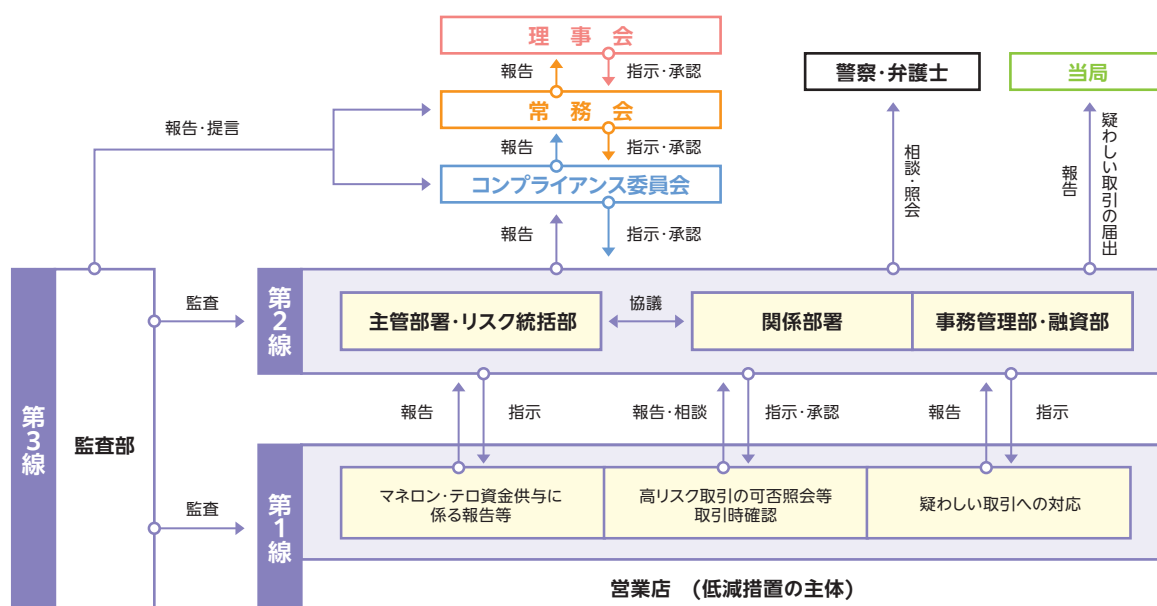 理事会
報告
指示・承認
警察・弁護士
当局
常務会
報告・提言
報告
指示・承認
コンプライアンス委員会
相談・照会
報告
疑わしい取引の届出
報告
指示・承認
第3線
監査部
監査
第2線
主管部署・リスク統括部
協議
関係部署
事務管理部・融資部
報告
指示
報告・相談
指示・承認
報告
指示
監査
第1線
マネロン・テロ資金供与に
係る報告等
高リスク取引の可否照会等
取引時確認
疑わしい取引への対応
営業店 (低減措置の主体)